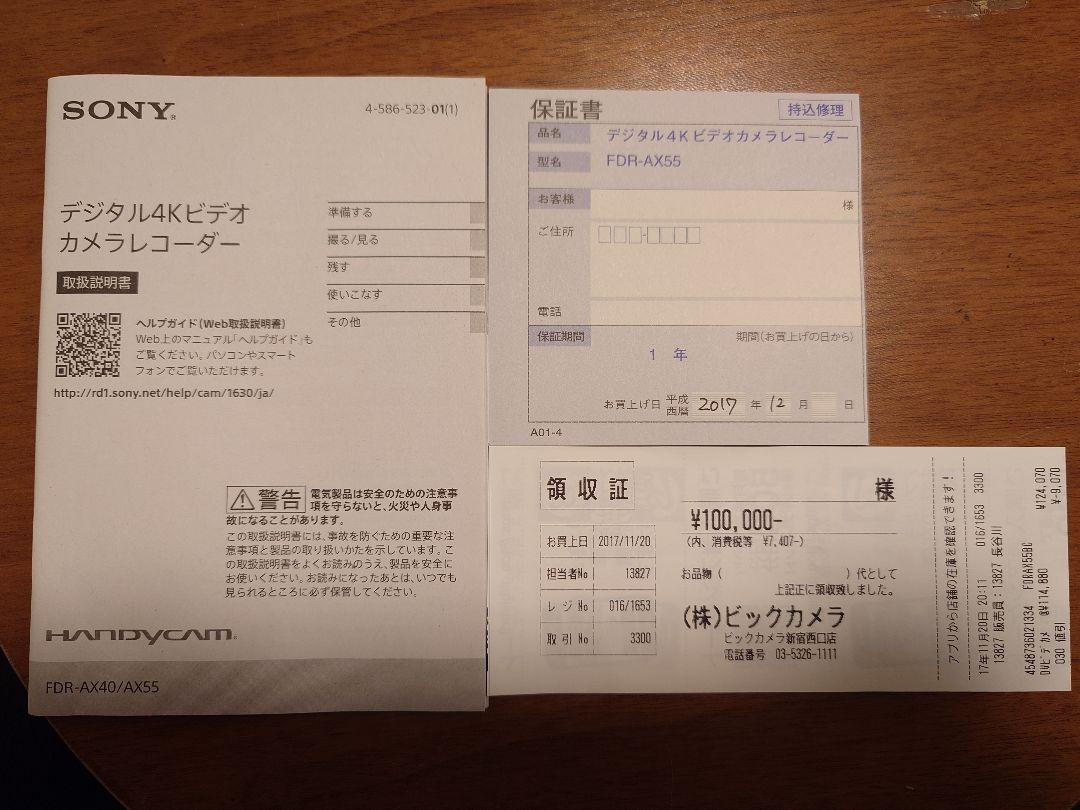 SONY®
4-586-523-01(1)
デジタル4Kビデオ
カメラレコーダー
取扱説明書
準備する
撮る/見る
残す
使いこなす
その他
ヘルプガイド(Web取扱説明書)
Web上のマニュアル「ヘルプガイド」も
ご覧ください。パソコンやスマート
フォンでご覧いただけます。
http://rd1.sony.net/help/cam/1630/ja/
警告 電気製品は安全のための注意事
項を守らないと、火災や人身事
故になることがあります。
この取扱説明書には、事故を防ぐための重要な注
意事項と製品の取り扱いかたを示しています。こ
の取扱説明書をよくお読みのうえ、製品を安全に
お使いください。お読みになったあとは、いつでも
見られるところに必ず保管してください。
HANDYCAM®
FDR-AX40/AX55
保証書
持込修理
品名 デジタル4Kビデオカメラレコーダー
型名 FDR-AX55
お客様 様
ご住所
電話
保証期間 期間(お買上げの日から)
1 年
お買上げ日 平成 西暦 2017 年 12 月 日
A01-4
領収証
様
¥100,000-
(内、消費税等 ¥7,407-)
お買上日 2017/11/20
担当者No 13827
レジNo 016/1653
取引No 3300
お品物( )代として
上記正に領収致しました。
(株)ビックカメラ
ビックカメラ新宿西口店
電話番号 03-5326-1111
アプリから店舗の在庫を確認できます!
17年11月20日 20:11 016/1653 3300
13827 販売員:13827 長谷川
4548736021334 FDRAX55BC
DVビデカメ @¥114,880 ¥124,070
030 値引 ¥-9,070